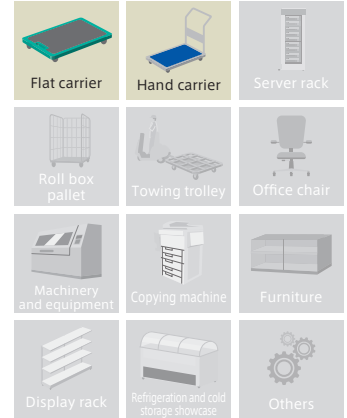 Flat carrier
Hand carrier
Server rack
Roll box
pallet
Towing trolley
Office chair
Machinery
and equipment
Copying machine
Furniture
Display rack
Refrigeration and cold
storage showcase
Others